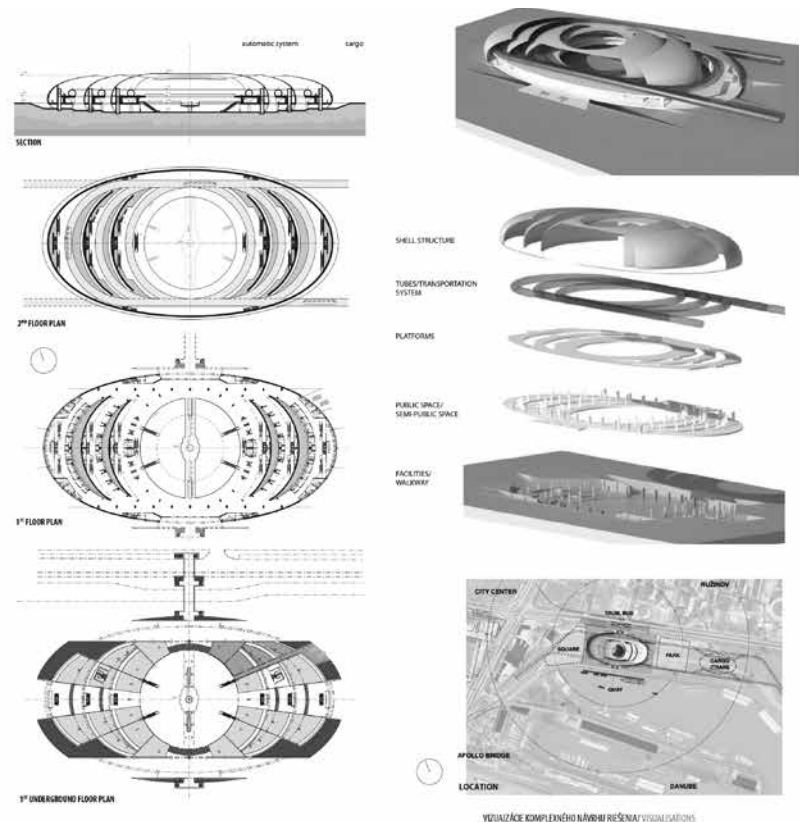 automatic system cargo
SECTION
2ND FLOOR PLAN
1ST FLOOR PLAN
1ST UNDERGROUND FLOOR PLAN
SHELL STRUCTURE
TUBES/TRANSPORTATION
SYSTEM
PLATFORMS
PUBLIC SPACE/
SEMI-PUBLIC SPACE
FACILITIES/
WALKWAY
CITY CENTER
RUŽINOV
SQUARE
PARK
CARGO
QUAY
APOLLO BRIDGE
DANUBE
LOCATION
VIZUALIZÁCIE KOMPLEXNÉHO NÁVRHU RIEŠENIA/ VISUALISATIONS